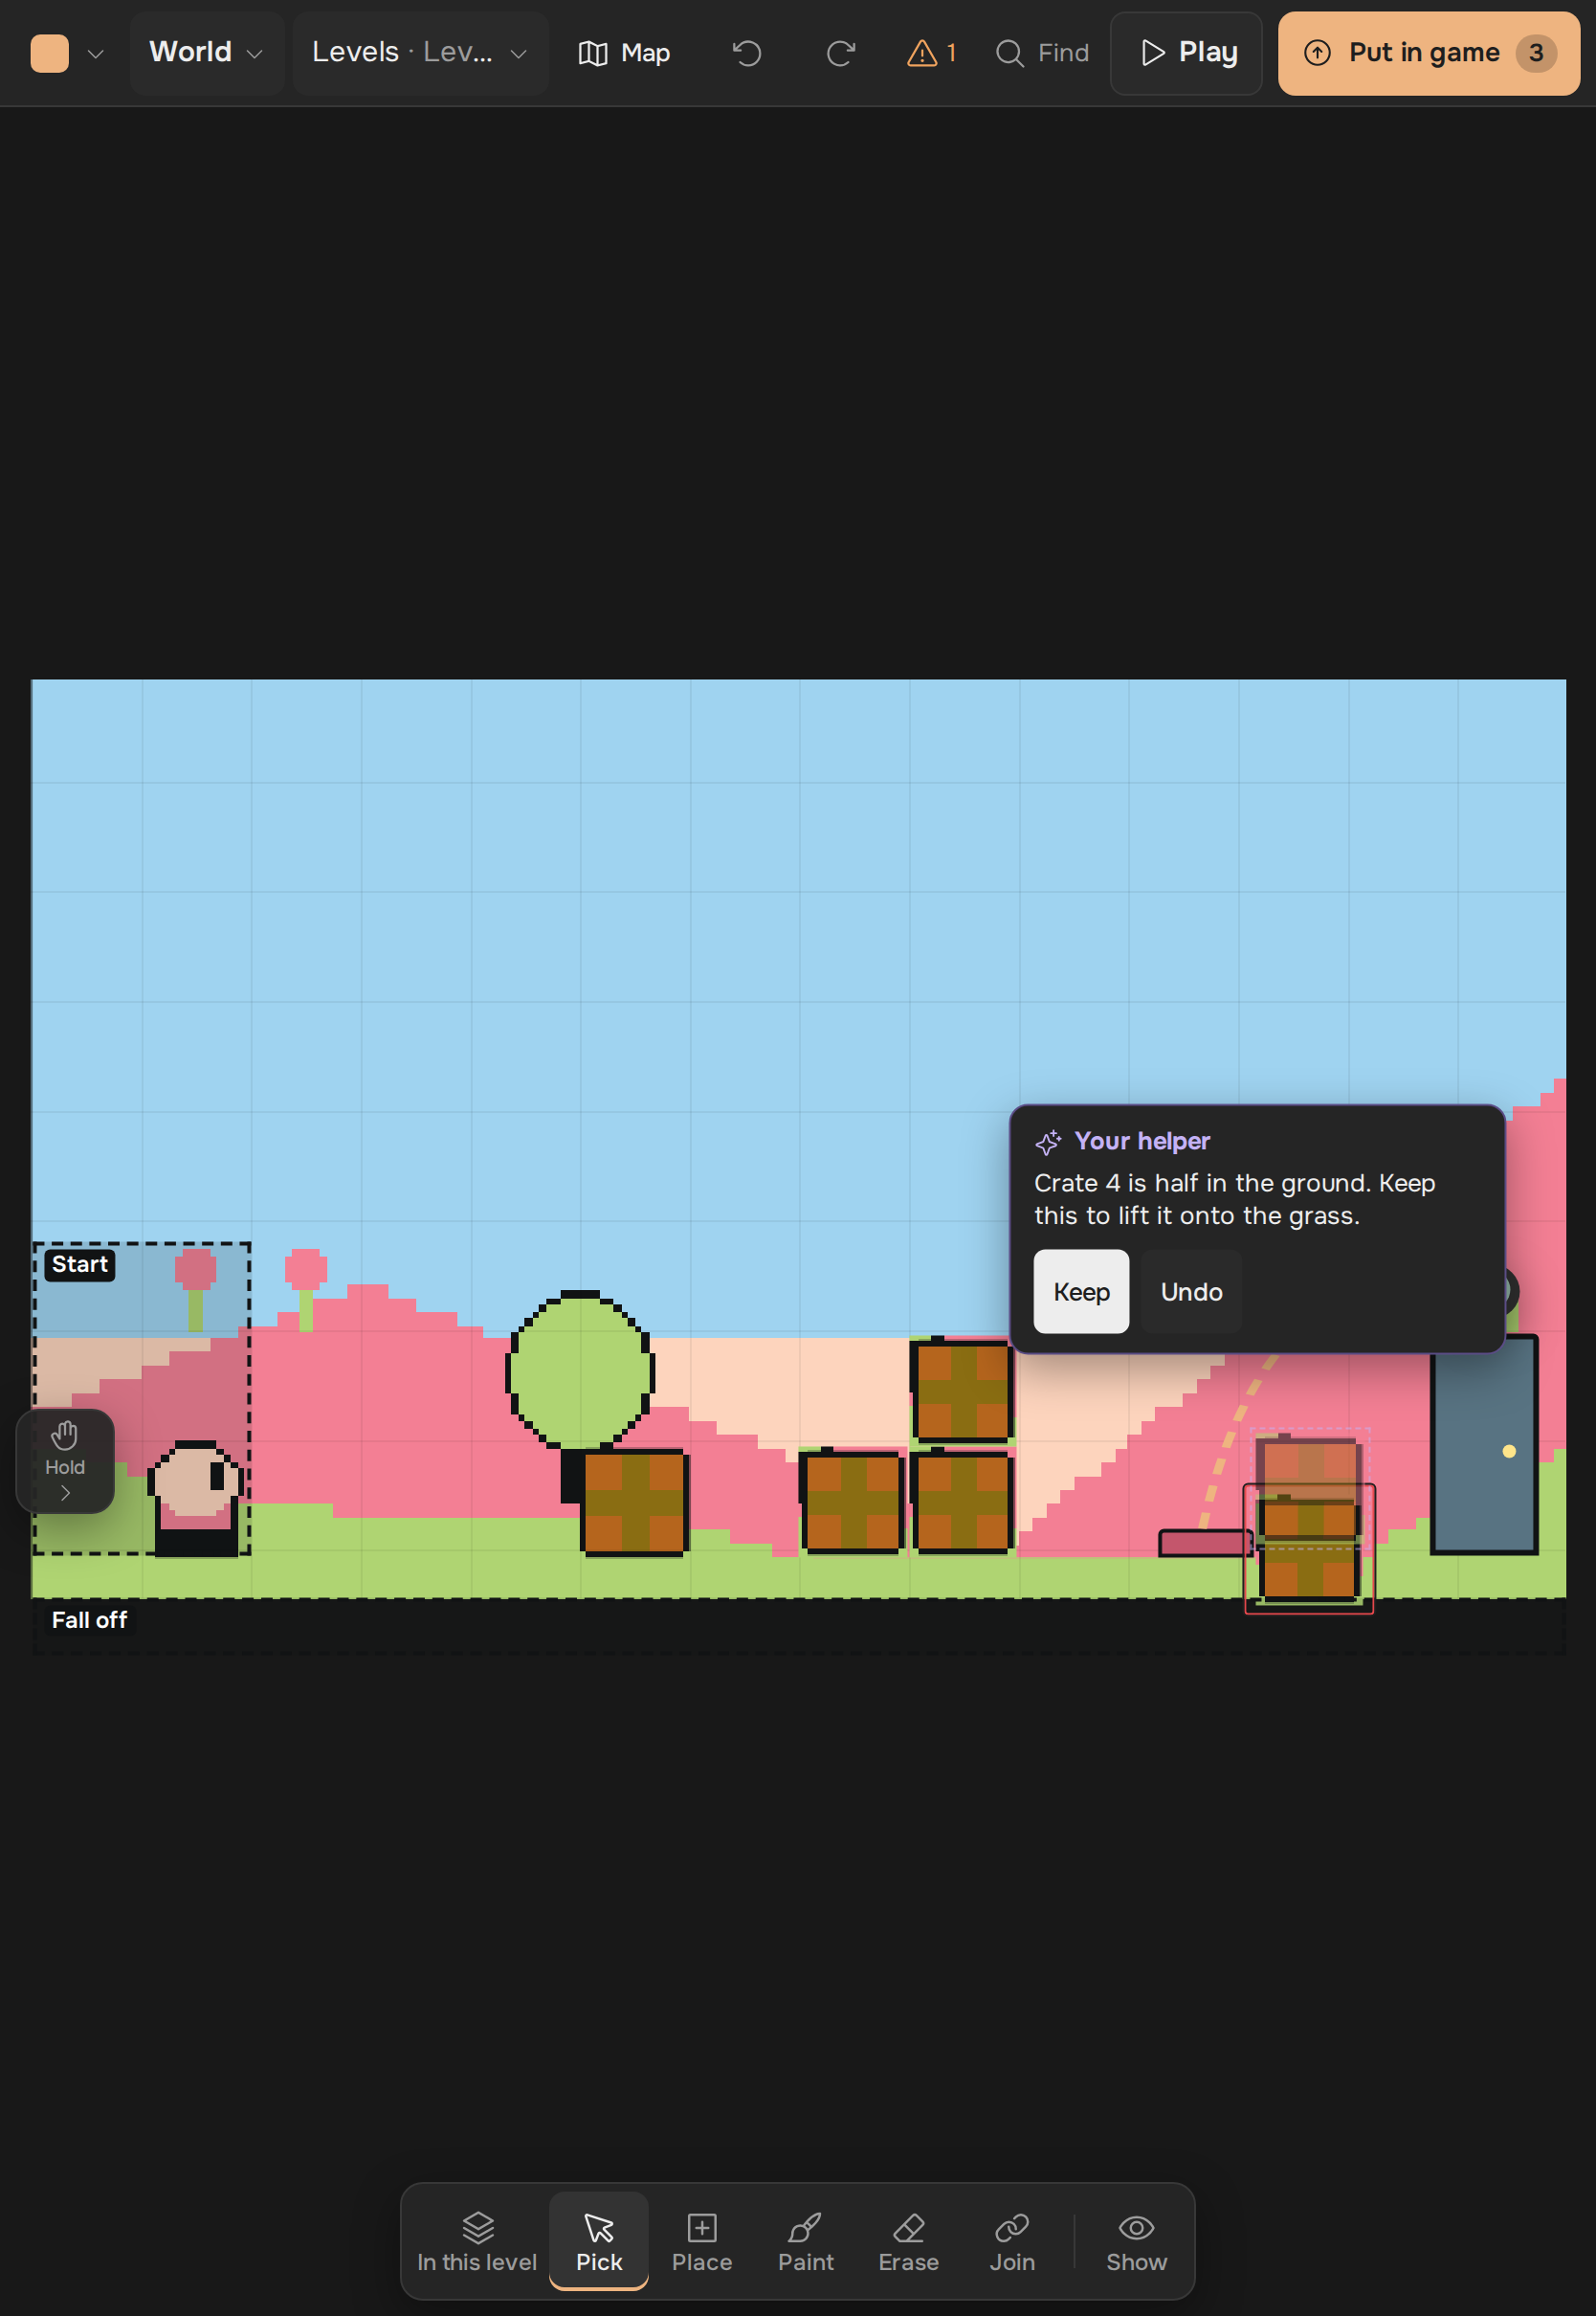 World
Levels · Lev...
Map
1
Find
Play
Put in game 3
Your helper
Crate 4 is half in the ground. Keep
this to lift it onto the grass.
Keep
Undo
Start
Hold
Fall off
In this level
Pick
Place
Paint
Erase
Join
Show